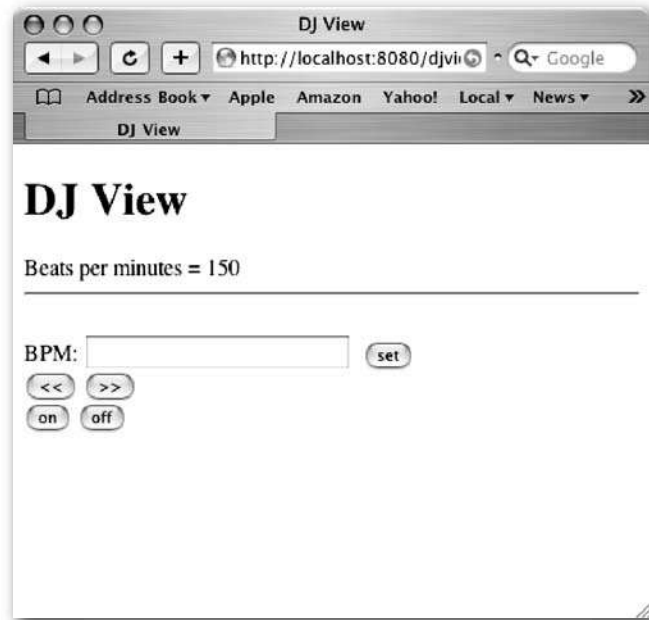 DJ View
http://localhost:8080/djvi
Google
Address Book Apple Amazon Yahoo! Local News »
DJ View
DJ View
Beats per minutes = 150
BPM: set
<< >>
on off